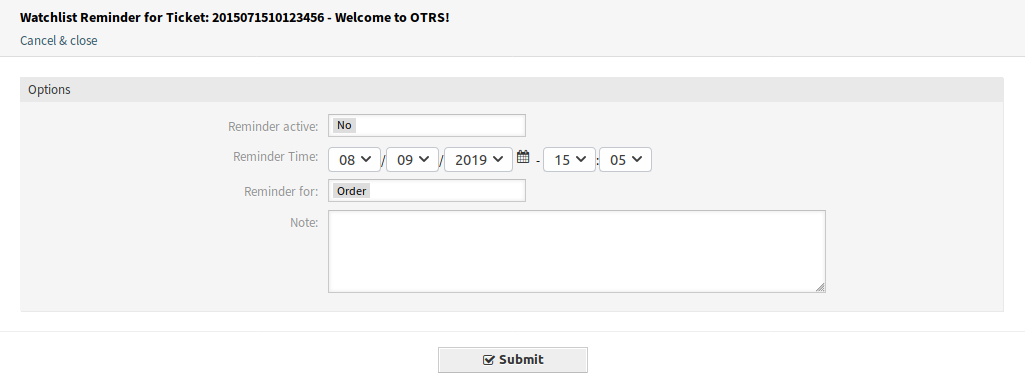 Watchlist Reminder for Ticket: 2015071510123456 - Welcome to OTRS!
Cancel & close
Options
Reminder active: No
Reminder Time: 08 / 09 / 2019 - 15 : 05
Reminder for: Order
Note:
Submit